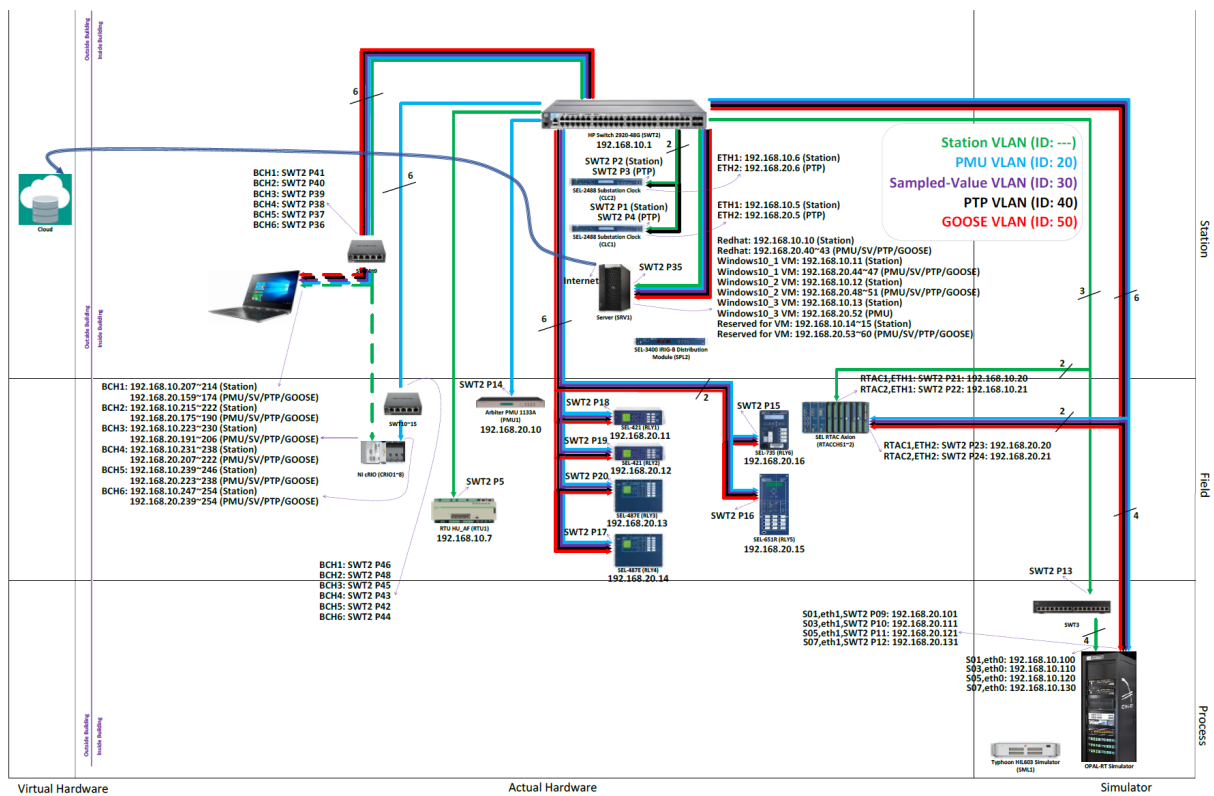 Outside Building
Inside Building
6
HP Switch 2920-48G (SWT2)
192.168.10.1
2
Station VLAN (ID: ---)
PMU VLAN (ID: 20)
Sampled-Value VLAN (ID: 30)
PTP VLAN (ID: 40)
GOOSE VLAN (ID: 50)
SWT2 P2 (Station)
SWT2 P3 (PTP)
SEL-2488 Substation Clock
(CLC2)
ETH1: 192.168.10.6 (Station)
ETH2: 192.168.20.6 (PTP)
SWT2 P1 (Station)
SWT2 P4 (PTP)
SEL-2488 Substation Clock
(CLC1)
ETH1: 192.168.10.5 (Station)
ETH2: 192.168.20.5 (PTP)
Cloud
BCH1: SWT2 P41
BCH2: SWT2 P40
BCH3: SWT2 P39
BCH4: SWT2 P38
BCH5: SWT2 P37
BCH6: SWT2 P36
6
Station
Redhat: 192.168.10.10 (Station)
Redhat: 192.168.20.40~43 (PMU/SV/PTP/GOOSE)
Windows10_1 VM: 192.168.10.11 (Station)
Windows10_1 VM: 192.168.20.44~47 (PMU/SV/PTP/GOOSE)
Windows10_2 VM: 192.168.10.12 (Station)
Windows10_2 VM: 192.168.20.48~51 (PMU/SV/PTP/GOOSE)
Windows10_3 VM: 192.168.10.13 (Station)
Windows10_3 VM: 192.168.20.52 (PMU)
Reserved for VM: 192.168.10.14~15 (Station)
Reserved for VM: 192.168.20.53~60 (PMU/SV/PTP/GOOSE)
Internet
SWT2 P35
Server (SRV1)
SEL-3400 IRIG-B Distribution
Module (SPL2)
3
6
6
Outside Building
Inside Building
2
2
2
BCH1: 192.168.10.207~214 (Station)
192.168.20.159~174 (PMU/SV/PTP/GOOSE)
BCH2: 192.168.10.215~222 (Station)
192.168.20.175~190 (PMU/SV/PTP/GOOSE)
BCH3: 192.168.10.223~230 (Station)
192.168.20.191~206 (PMU/SV/PTP/GOOSE)
BCH4: 192.168.10.231~238 (Station)
192.168.20.207~222 (PMU/SV/PTP/GOOSE)
BCH5: 192.168.10.239~246 (Station)
192.168.20.223~238 (PMU/SV/PTP/GOOSE)
BCH6: 192.168.10.247~254 (Station)
192.168.20.239~254 (PMU/SV/PTP/GOOSE)
SWT10~15
NI cRIO (CRIO1~8)
SWT2 P14
Arbiter PMU 1133A
(PMU1)
192.168.20.10
SWT2 P5
RTU HU_AF (RTU1)
192.168.10.7
SWT2 P18
SEL-421 (RLY1)
192.168.20.11
SWT2 P19
SEL-421 (RLY2)
192.168.20.12
SWT2 P20
SEL-487E (RLY3)
192.168.20.13
SWT2 P17
SEL-487E (RLY4)
192.168.20.14
SWT2 P15
SEL-735 (RLY6)
192.168.20.16
SWT2 P16
SEL-651R (RLY5)
192.168.20.15
RTAC1,ETH1: SWT2 P21: 192.168.10.20
RTAC2,ETH1: SWT2 P22: 192.168.10.21
SEL RTAC Axion
(RTACCHS1~2)
RTAC1,ETH2: SWT2 P23: 192.168.20.20
RTAC2,ETH2: SWT2 P24: 192.168.20.21
4
Field
BCH1: SWT2 P46
BCH2: SWT2 P48
BCH3: SWT2 P45
BCH4: SWT2 P43
BCH5: SWT2 P42
BCH6: SWT2 P44
SWT2 P13
SWT3
4
S01,eth1,SWT2 P09: 192.168.20.101
S03,eth1,SWT2 P10: 192.168.20.111
S05,eth1,SWT2 P11: 192.168.20.121
S07,eth1,SWT2 P12: 192.168.20.131
S01,eth0: 192.168.10.100
S03,eth0: 192.168.10.110
S05,eth0: 192.168.10.120
S07,eth0: 192.168.10.130
Process
Outside Building
Inside Building
Typhoon HIL603 Simulator
(SML1)
OPAL-RT Simulator
Virtual Hardware
Actual Hardware
Simulator